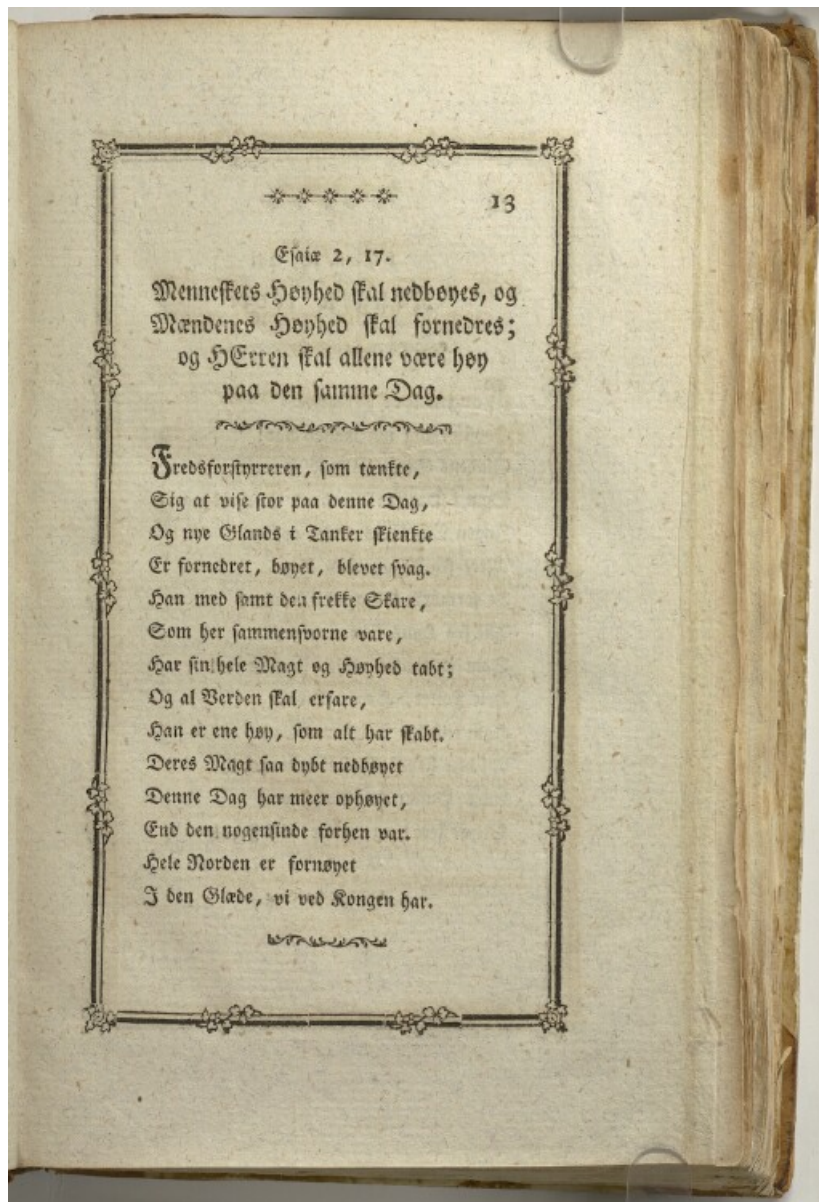 13
Esaiæ 2, 17.
Menneskets Høyhed skal nedbøyes, og
Mændenes Høyhed skal fornedres;
og HErren skal allene være høy
paa den samme Dag.
Fredsforstyrreren, som tænkte,
Sig at vise stor paa denne Dag,
Og nye Glands i Tanker skienkte
Er fornedret, bøyet, blevet svag.
Han med samt den frekke Skare,
Som her sammensvorne vare,
Har sin hele Magt og Høyhed tabt;
Og al Verden skal erfare,
Han er ene høy, som alt har skabt.
Deres Magt saa dybt nedbøyet
Denne Dag har meer ophøyet,
End den nogensinde forhen var.
Hele Norden er fornøyet
I den Glæde, vi ved Kongen har.